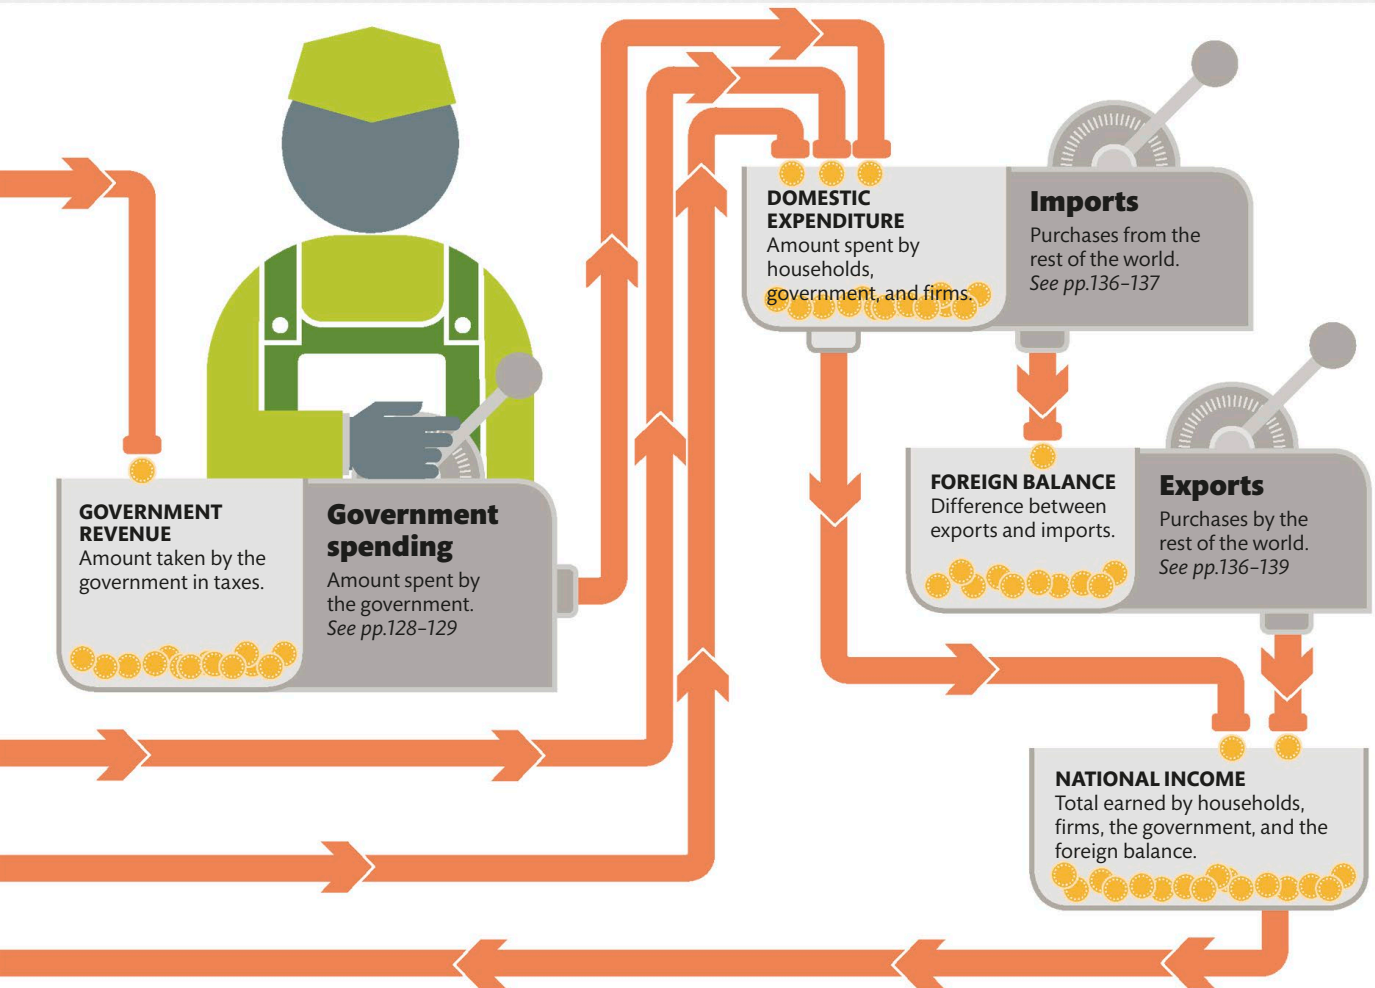 DOMESTIC
EXPENDITURE
Amount spent by
households,
government, and firms.
Imports
Purchases from the
rest of the world.
See pp.136–137
FOREIGN BALANCE
Difference between
exports and imports.
Exports
Purchases by the
rest of the world.
See pp.136–139
GOVERNMENT
REVENUE
Amount taken by the
government in taxes.
Government
spending
Amount spent by
the government.
See pp.128–129
NATIONAL INCOME
Total earned by households,
firms, the government, and the
foreign balance.